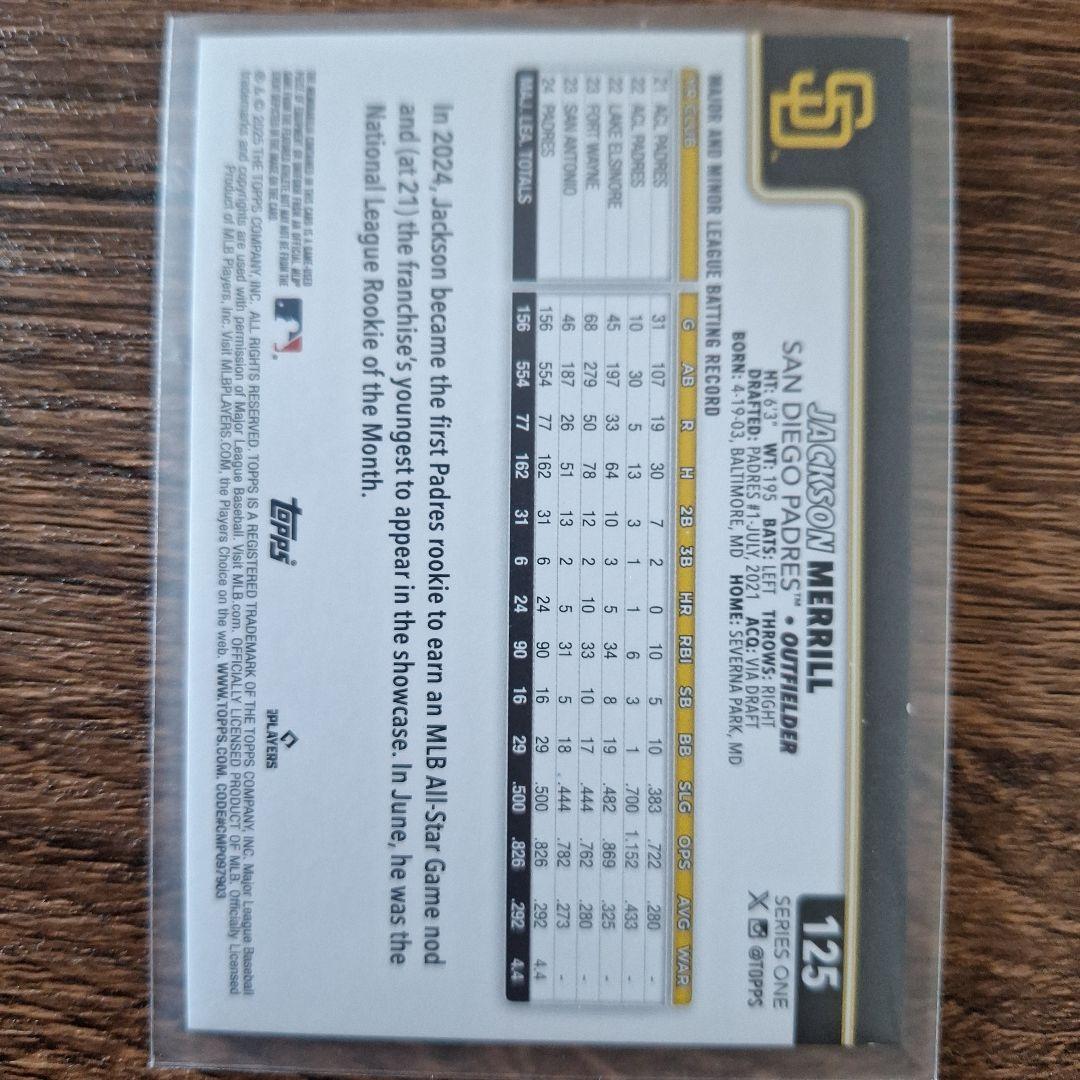 SD
125
JACKSON MERRILL
SERIES ONE
SAN DIEGO PADRES™ • OUTFIELDER
@TOPPS
HT: 6'3" WT: 195 BATS: LEFT THROWS: RIGHT
DRAFTED: PADRES #1-JULY, 2021 ACQ: VIA DRAFT
BORN: 4-19-03, BALTIMORE, MD HOME: SEVERNA PARK, MD
MAJOR AND MINOR LEAGUE BATTING RECORD
YR CLUB G AB R H 2B 3B HR RBI SB BB SLG OPS AVG WAR
21 ACL PADRES 31 107 19 30 7 2 0 10 5 10 .383 .722 .280 -
22 ACL PADRES 10 30 5 13 3 1 1 6 3 1 .700 1.152 .433 -
22 LAKE ELSINORE 45 197 33 64 10 3 5 34 8 19 .482 .869 .325 -
23 FORT WAYNE 68 279 50 78 12 2 10 33 10 17 .444 .762 .280 -
23 SAN ANTONIO 46 187 26 51 13 2 5 31 5 18 .444 .782 .273 -
24 PADRES 156 554 77 162 31 6 24 90 16 29 .500 .826 .292 4.4
MAJ. LEA. TOTALS 156 554 77 162 31 6 24 90 16 29 .500 .826 .292 4.4
In 2024, Jackson became the first Padres rookie to earn an MLB All-Star Game nod
and (at 21) the franchise's youngest to appear in the showcase. In June, he was the
National League Rookie of the Month.
topps
PLAYERS
® & © 2025 THE TOPPS COMPANY, INC. ALL RIGHTS RESERVED. TOPPS IS A REGISTERED TRADEMARK OF THE TOPPS COMPANY, INC. Major League Baseball
trademarks and copyrights are used with permission of Major League Baseball. Visit MLB.com. OFFICIALLY LICENSED PRODUCT OF MLB. Officially Licensed
Product of MLB Players, Inc. Visit MLBPLAYERS.COM, the Players Choice on the web. WWW.TOPPS.COM. CODE#CMP097903